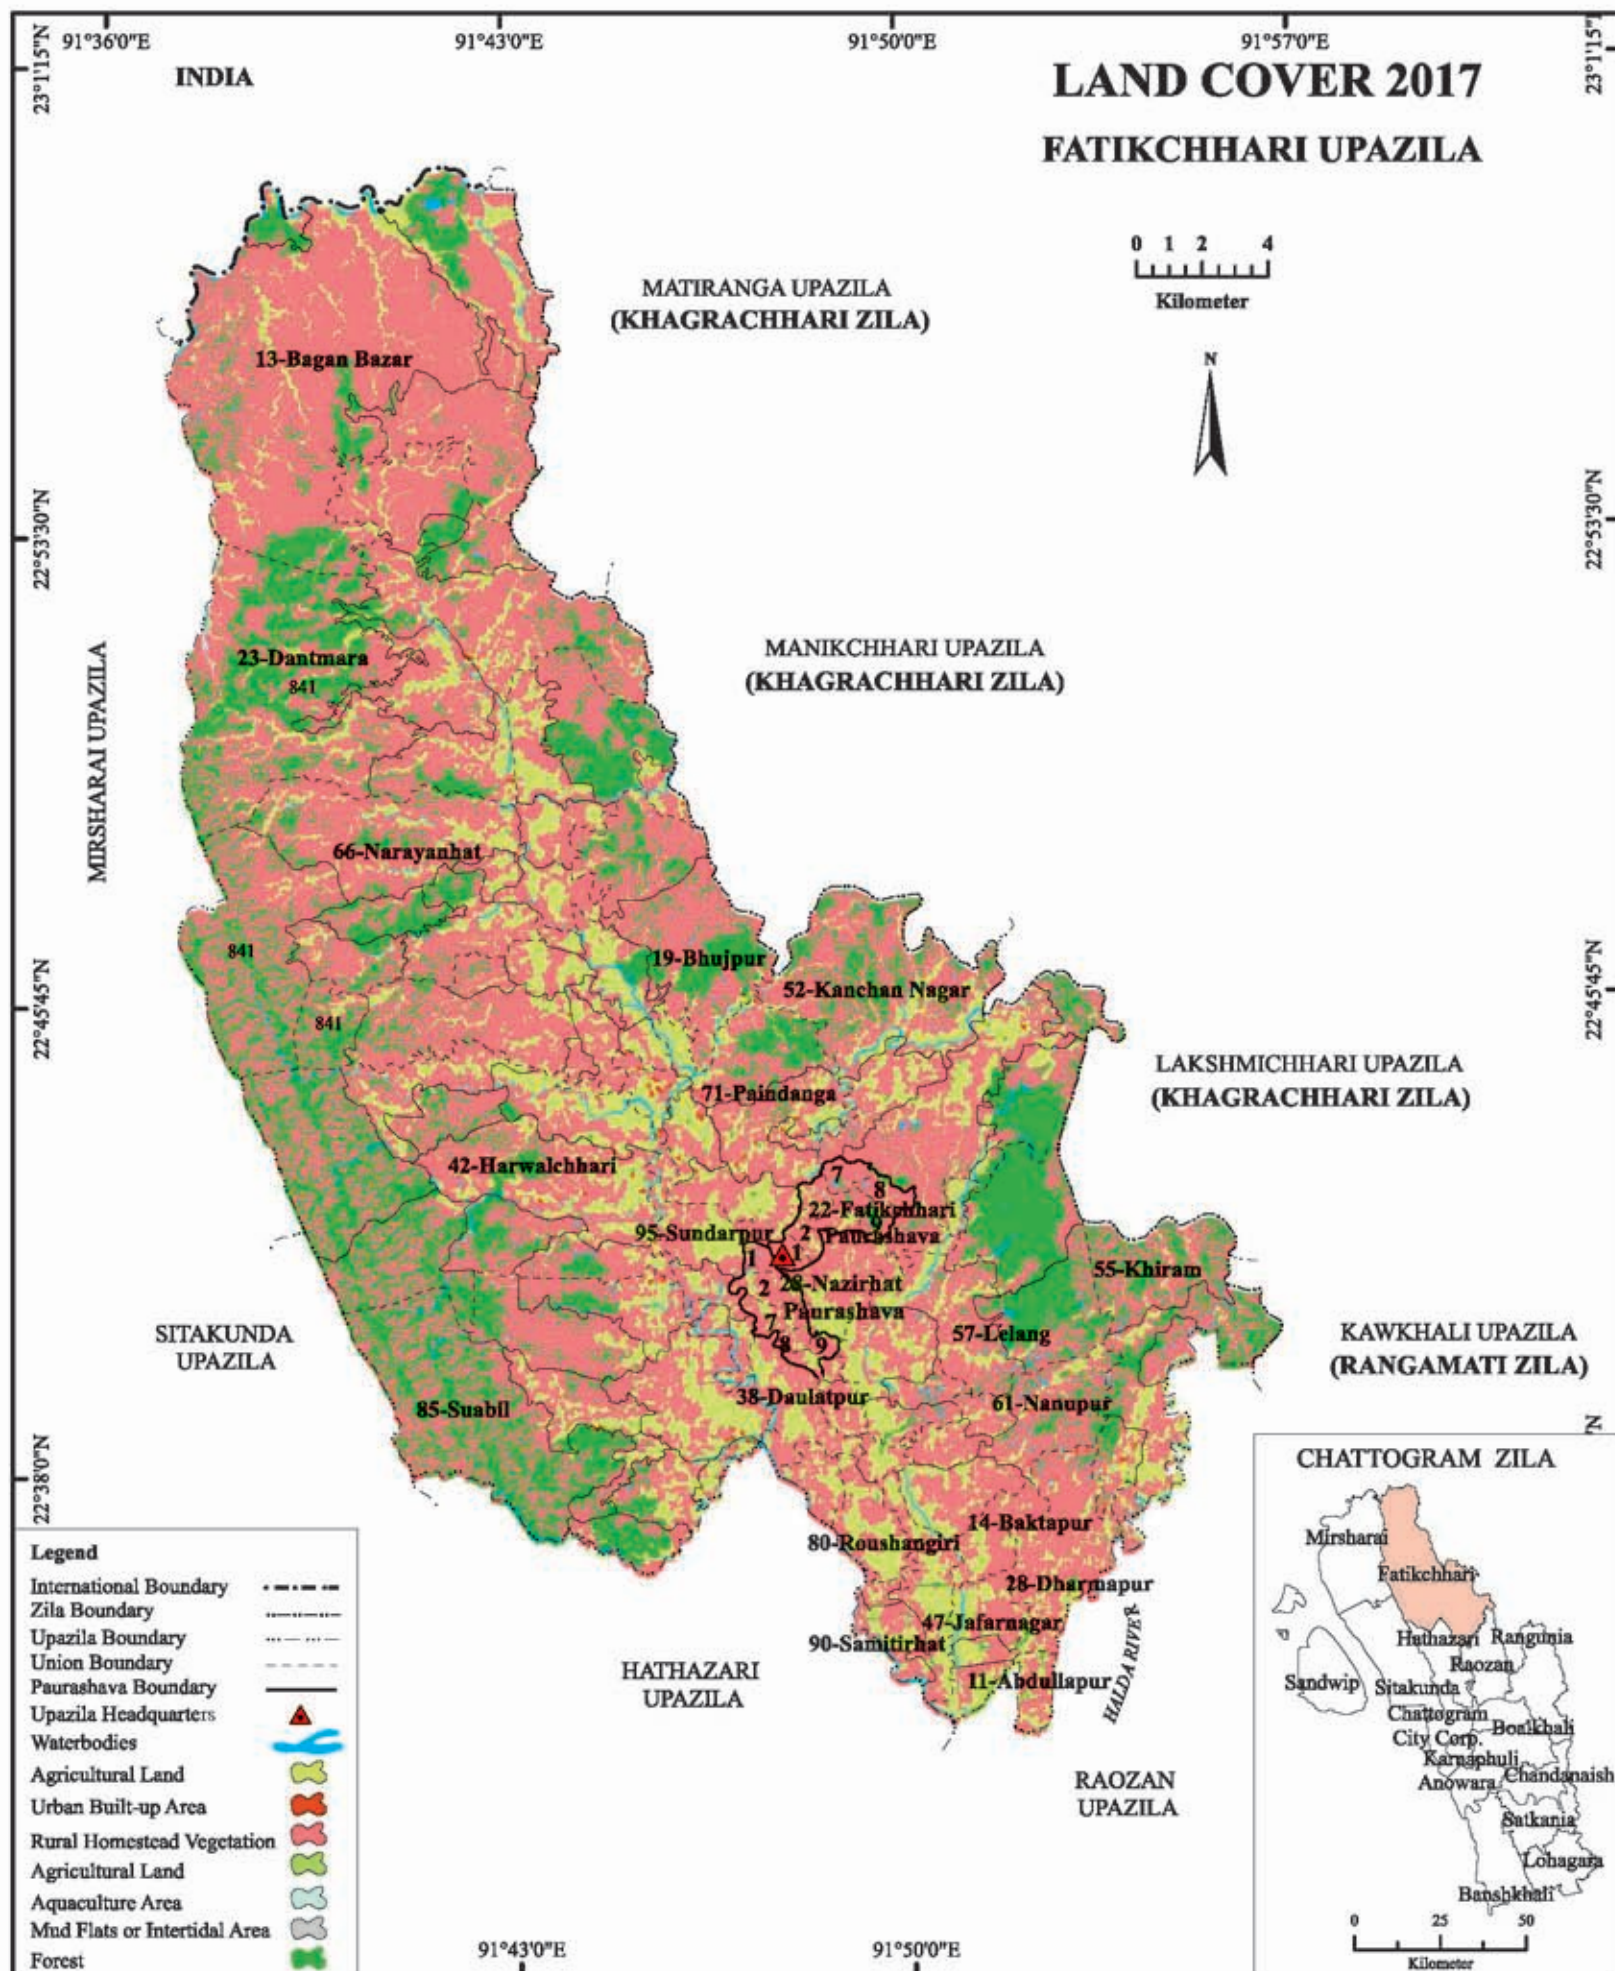 91°36'0"E
91°43'0"E
91°50'0"E
91°57'0"E
23°1'15"N
23°1'15"N
INDIA
LAND COVER 2017
FATIKCHHARI UPAZILA
0 1 2 4
Kilometer
N
MATIRANGA UPAZILA
(KHAGRACHHARI ZILA)
13-Bagan Bazar
22°53'30"N
22°53'30"N
MIRSHARAI UPAZILA
23-Dantmara
841
MANIKCHHARI UPAZILA
(KHAGRACHHARI ZILA)
66-Narayanhat
841
19-Bhujpur
52-Kanchan Nagar
22°45'45"N
22°45'45"N
841
LAKSHMICHHARI UPAZILA
(KHAGRACHHARI ZILA)
71-Paindanga
42-Harwalchhari
7
8
22-Fatikchhari
9
2
Paurashava
95-Sundarpur
1
1
55-Khiram
2
28-Nazirhat
Paurashava
7
8
9
57-Lelang
SITAKUNDA
UPAZILA
KAWKHALI UPAZILA
(RANGAMATI ZILA)
38-Daulatpur
61-Nanupur
85-Suabil
22°38'0"N
"N
14-Baktapur
80-Roushangiri
28-Dharmapur
47-Jafarnagar
90-Samitirhat
11-Abdullapur
HALDA RIVER
HATHAZARI
UPAZILA
RAOZAN
UPAZILA
Legend
International Boundary
Zila Boundary
Upazila Boundary
Union Boundary
Paurashava Boundary
Upazila Headquarters
Waterbodies
Agricultural Land
Urban Built-up Area
Rural Homestead Vegetation
Agricultural Land
Aquaculture Area
Mud Flats or Intertidal Area
Forest
91°43'0"E
91°50'0"E
CHATTOGRAM ZILA
Mirsharai
Fatikchhari
Hathazari
Rangunia
Raozan
Sandwip
Sitakunda
Chattogram
City Corp.
Boalkhali
Karnaphuli
Anowara
Chandanaish
Satkania
Lohagara
Banshkhali
0 25 50
Kilometer